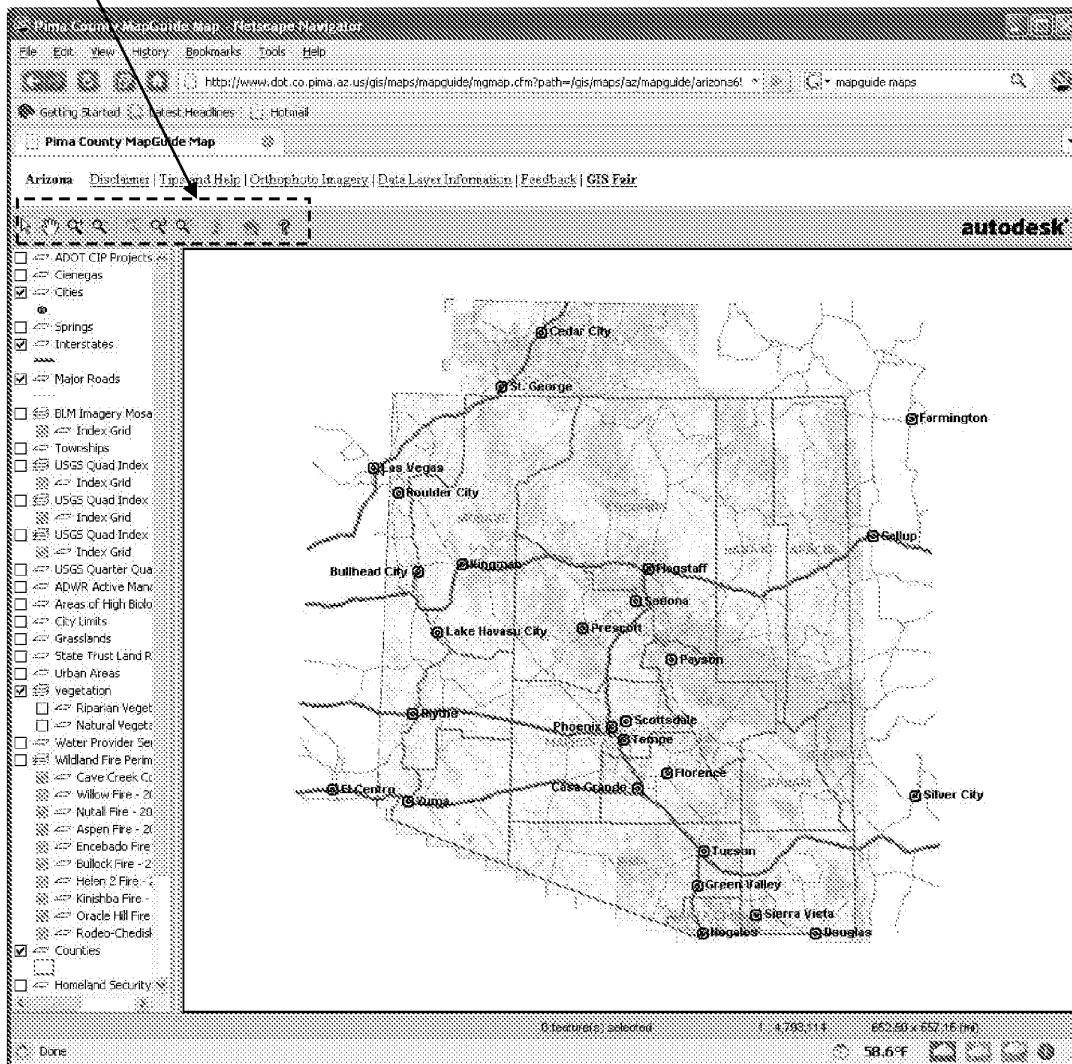 Pima County MapGuide Map - Netscape Navigator
File Edit View History Bookmarks Tools Help
http://www.dot.co.pima.az.us/gis/maps/mapguide/mgmap.cfm?path=/gis/maps/az/mapguide/arizona6!
mapguide maps
Getting Started Latest Headlines Hotmail
Pima County MapGuide Map
Arizona Disclaimer | Tips and Help | Orthophoto Imagery | Data Layer Information | Feedback | GIS Fair
autodesk
ADOT CIP Projects
Cienegas
Cities
Springs
Interstates
Major Roads
BLM Imagery Mosa
Index Grid
Townships
USGS Quad Index
Index Grid
USGS Quad Index
Index Grid
USGS Quad Index
Index Grid
USGS Quarter Qua
ADWR Active Mana
Areas of High Biolo
City Limits
Grasslands
State Trust Land R
Urban Areas
Vegetation
Riparian Veget
Natural Vegeta
Water Provider Ser
Wildland Fire Perim
Cave Creek Co
Willow Fire - 20
Nutall Fire - 20
Aspen Fire - 20
Encebado Fire
Bullock Fire - 2
Helen 2 Fire - 2
Kinishba Fire -
Oracle Hill Fire
Rodeo-Chedisk
Counties
Homeland Security
Cedar City
St. George
Farmington
Las Vegas
Boulder City
Gallup
Bullhead City
Kingman
Flagstaff
Sedona
Lake Havasu City
Prescott
Payson
Blythe
Phoenix
Scottsdale
Tempe
Florence
El Centro
Yuma
Casa Grande
Silver City
Tucson
Green Valley
Sierra Vista
Nogales
Douglas
0 feature(s) selected 1 : 4,793,114 652.50 x 657.15 (mi)
Done 58.6°F